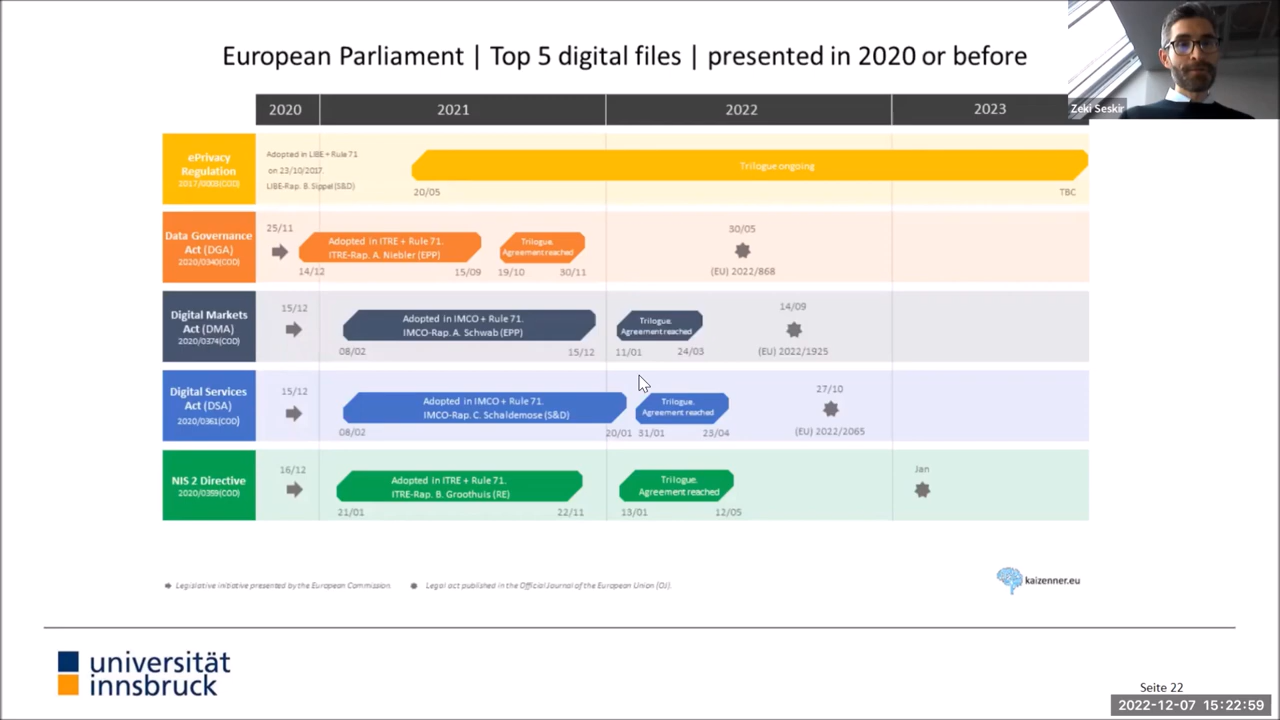 European Parliament | Top 5 digital files | presented in 2020 or before
Zeki Seskir
2020 2021 2022 2023
ePrivacy
Regulation
2017/0003(COD)
Adopted in LIBE + Rule 71
on 23/10/2017.
LIBE-Rap. B. Sippel (S&D)
Trilogue ongoing
20/05 TBC
Data Governance
Act (DGA)
2020/0340(COD)
25/11
Adopted in ITRE + Rule 71.
ITRE-Rap. A. Niebler (EPP)
14/12 15/09
Trilogue.
Agreement reached
19/10 30/11
30/05
(EU) 2022/868
Digital Markets
Act (DMA)
2020/0374(COD)
15/12
Adopted in IMCO + Rule 71.
IMCO-Rap. A. Schwab (EPP)
08/02 15/12
Trilogue.
Agreement reached
11/01 24/03
14/09
(EU) 2022/1925
Digital Services
Act (DSA)
2020/0361(COD)
15/12
Adopted in IMCO + Rule 71.
IMCO-Rap. C. Schaldemose (S&D)
08/02 20/01
Trilogue.
Agreement reached
31/01 23/04
27/10
(EU) 2022/2065
NIS 2 Directive
2020/0359(COD)
16/12
Adopted in ITRE + Rule 71.
ITRE-Rap. B. Groothuis (RE)
21/01 22/11
Trilogue.
Agreement reached
13/01 12/05
Jan
Legislative initiative presented by the European Commission
Legal act published in the Official Journal of the European Union (OJ).
kaizenner.eu
universität
innsbruck
Seite 22
2022-12-07 15:22:59